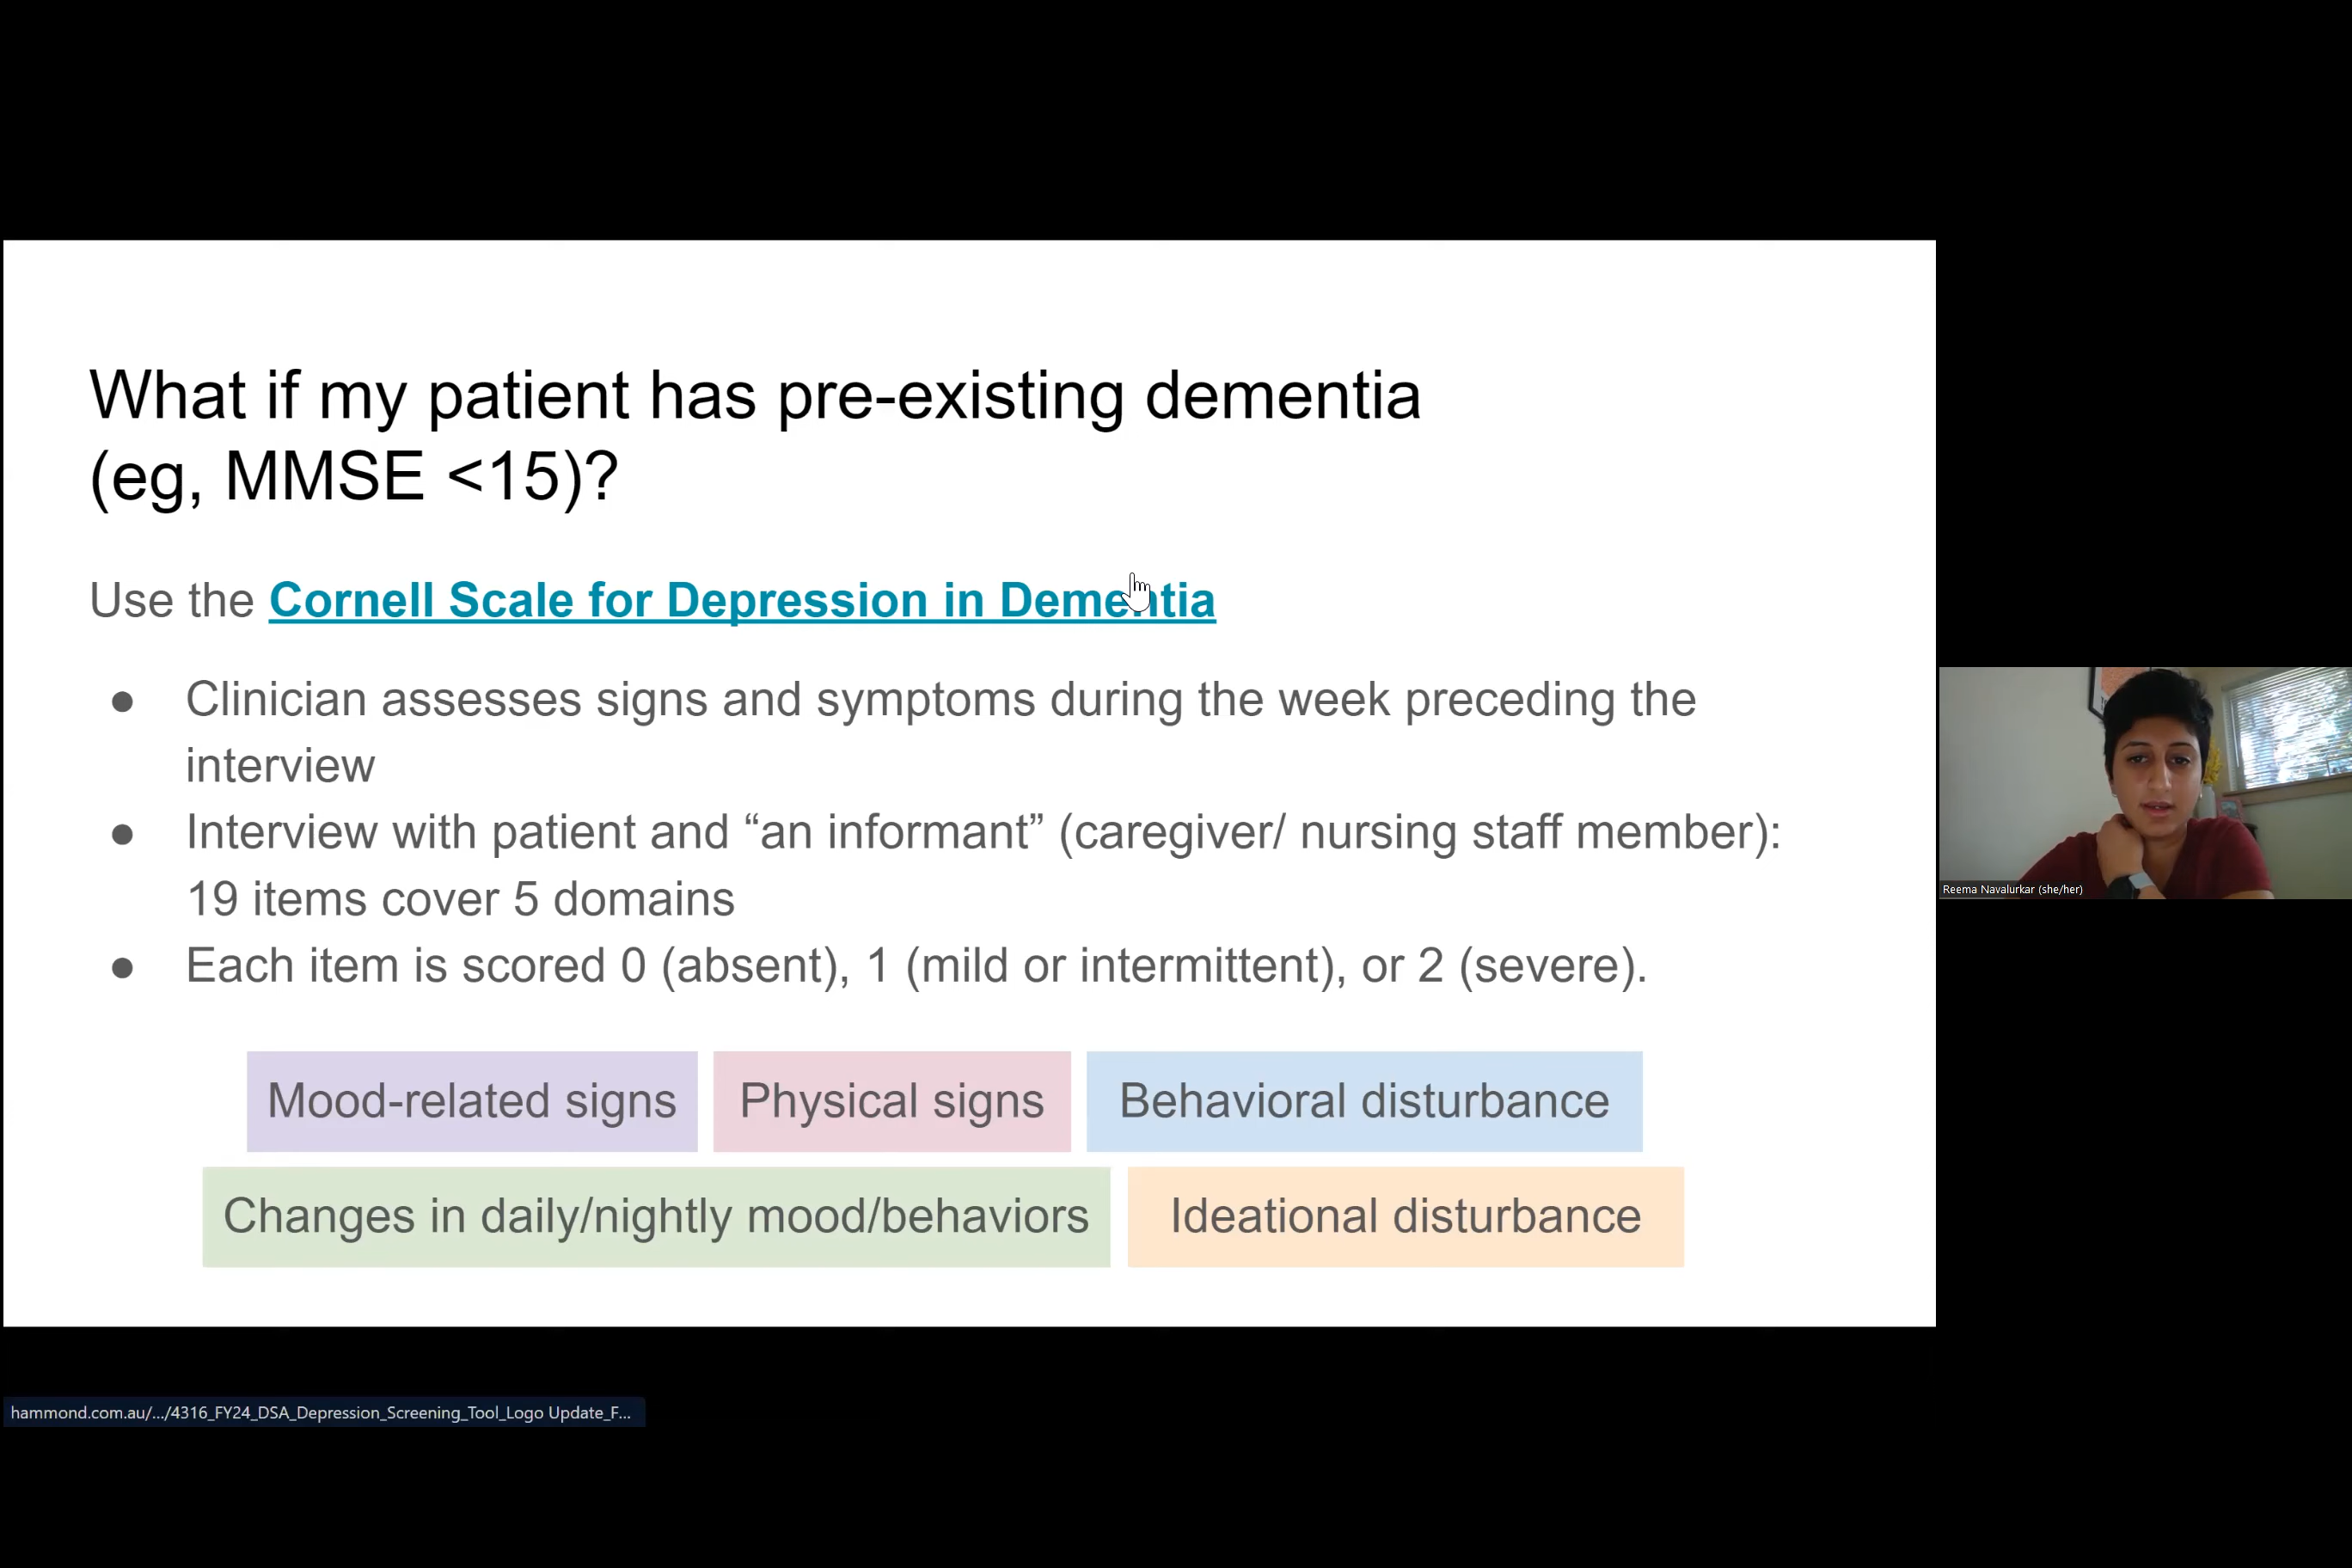 What if my patient has pre-existing dementia
(eg, MMSE <15)?
Use the Cornell Scale for Depression in Dementia
● Clinician assesses signs and symptoms during the week preceding the
interview
● Interview with patient and “an informant” (caregiver/ nursing staff member):
19 items cover 5 domains
● Each item is scored 0 (absent), 1 (mild or intermittent), or 2 (severe).
Mood-related signs
Physical signs
Behavioral disturbance
Changes in daily/nightly mood/behaviors
Ideational disturbance
Reema Navalurkar (she/her)
hammond.com.au/.../4316_FY24_DSA_Depression_Screening_Tool_Logo Update_F...